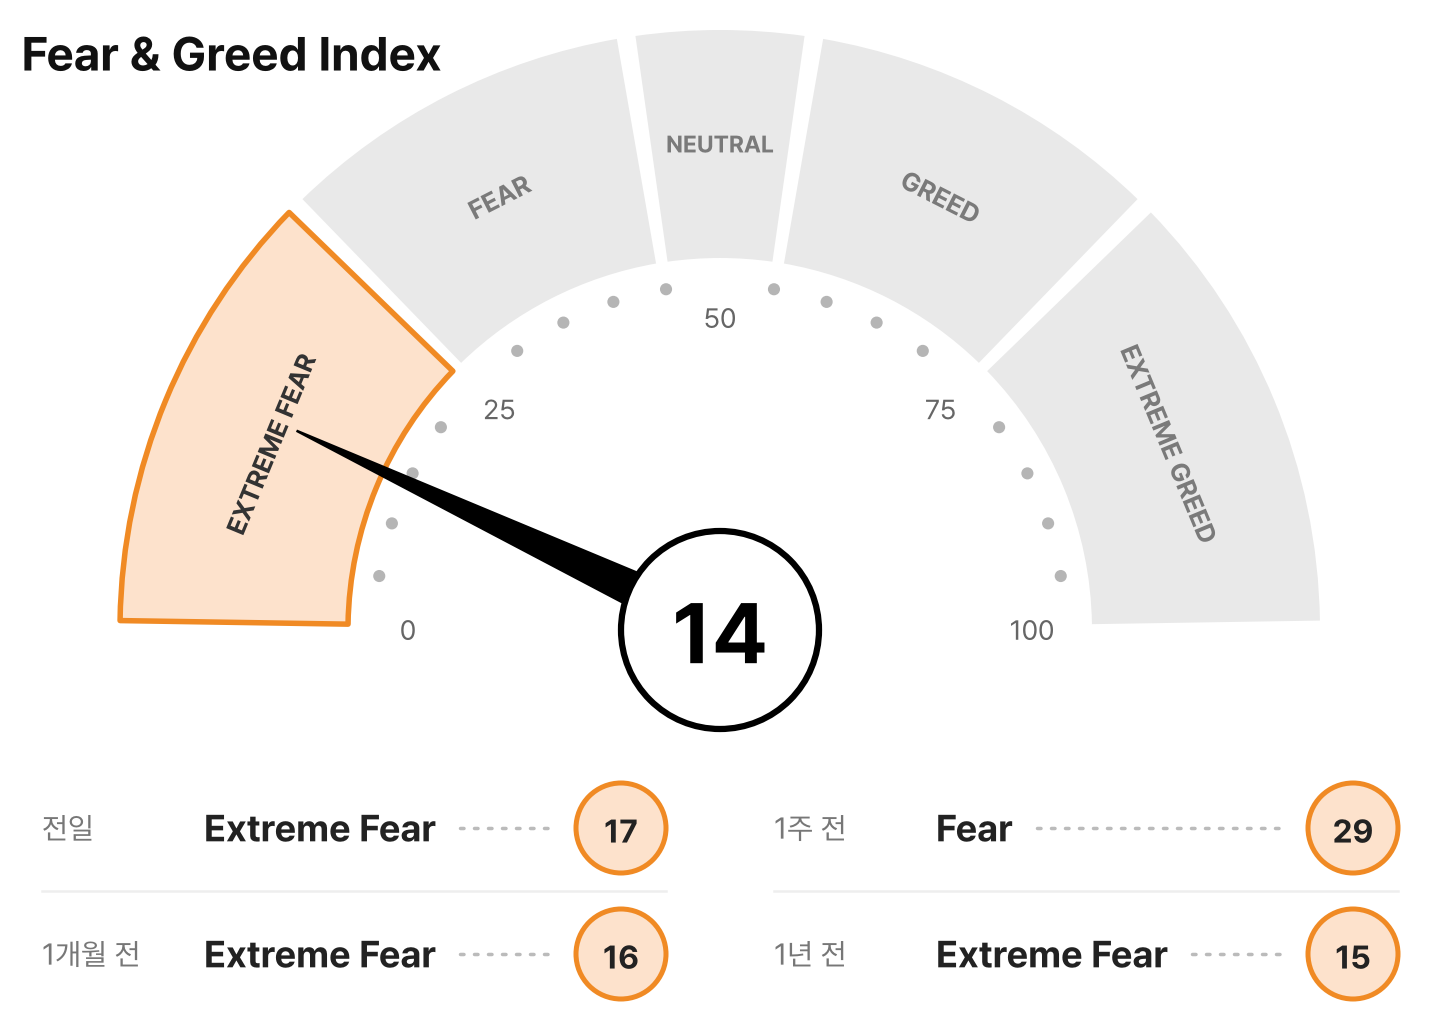 Fear & Greed Index
EXTREME FEAR
FEAR
NEUTRAL
GREED
EXTREME GREED
0
25
50
75
100
14
전일 Extreme Fear 17
1주 전 Fear 29
1개월 전 Extreme Fear 16
1년 전 Extreme Fear 15